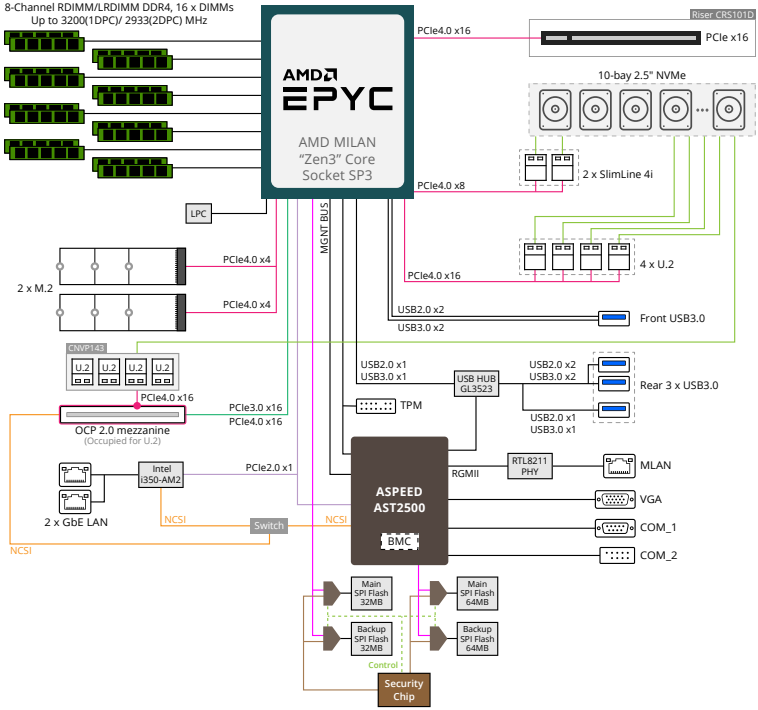 8-Channel RDIMM/LRDIMM DDR4, 16 x DIMMs
Up to 3200(1DPC)/ 2933(2DPC) MHz
AMD
EPYC
AMD MILAN
“Zen3” Core
Socket SP3
PCIe4.0 x16
Riser CRS101D
PCIe x16
10-bay 2.5" NVMe
2 x SlimLine 4i
PCIe4.0 x8
LPC
MGNT BUS
4 x U.2
PCIe4.0 x16
2 x M.2
PCIe4.0 x4
PCIe4.0 x4
USB2.0 x2
USB3.0 x2
Front USB3.0
CNVP143
U.2
U.2
U.2
U.2
PCIe4.0 x16
USB2.0 x1
USB3.0 x1
USB HUB
GL3523
USB2.0 x2
USB3.0 x2
Rear 3 x USB3.0
USB2.0 x1
USB3.0 x1
PCIe3.0 x16
PCIe4.0 x16
OCP 2.0 mezzanine
(Occupied for U.2)
TPM
Intel
i350-AM2
PCIe2.0 x1
2 x GbE LAN
RGMII
RTL8211
PHY
MLAN
ASPEED
AST2500
BMC
VGA
COM_1
COM_2
NCSI
Switch
NCSI
NCSI
Main
SPI Flash
32MB
Main
SPI Flash
64MB
Backup
SPI Flash
32MB
Backup
SPI Flash
64MB
Control
Security
Chip